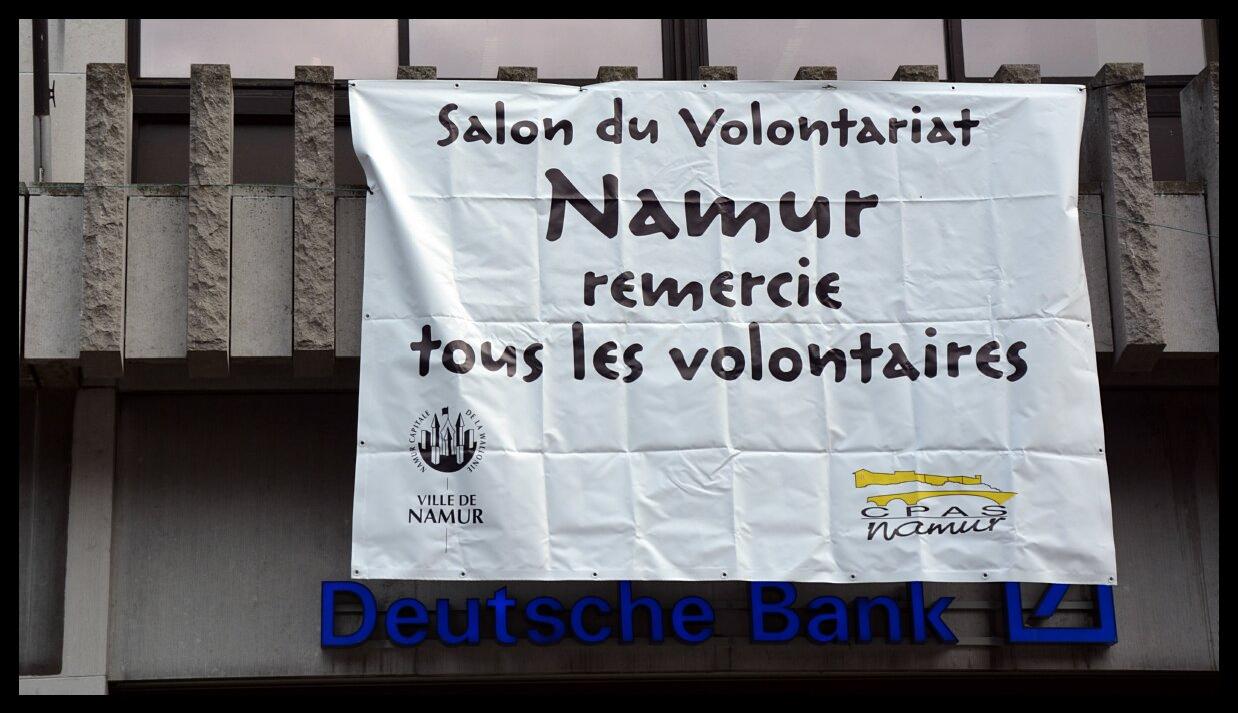 Salon du Volontariat
Namur
remercie
tous les volontaires
NAMUR CAPITALE DE LA WALLONIE
VILLE DE
NAMUR
CPAS
namur
Deutsche Bank